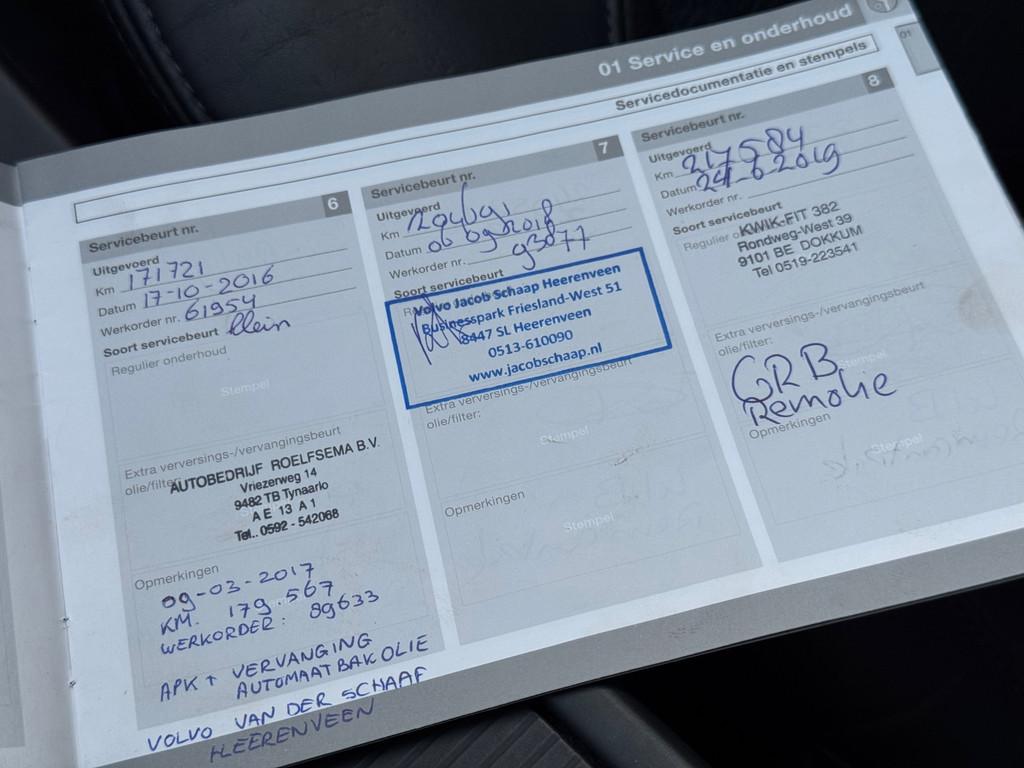 01 Service en onderhoud
01
Servicedocumentatie en stempels
Servicebeurt nr. 6
Uitgevoerd
Km 171721
Datum 17-10-2016
Werkorder nr. 61954
Soort servicebeurt klein
Regulier onderhoud
Stempel
Extra verversings-/vervangingsbeurt
olie/filter:
AUTOBEDRIJF ROELFSEMA B.V.
Vriezerweg 14
9482 TB Tynaarlo
A E 13 A 1
Tel.. 0592 - 542068
Opmerkingen
09-03-2017
KM. 179.567
WERKORDER: 89633
APK + VERVANGING
AUTOMAATBAKOLIE
VOLVO VAN DER SCHAAF
HEERENVEEN
Servicebeurt nr. 7
Uitgevoerd
Km
Datum 06 09 2018
Werkorder nr. 93077
Soort servicebeurt
Volvo Jacob Schaap Heerenveen
Businesspark Friesland-West 51
8447 SL Heerenveen
0513-610090
www.jacobschaap.nl
Extra verversings-/vervangingsbeurt
olie/filter:
Stempel
Opmerkingen
Stempel
Servicebeurt nr. 8
Uitgevoerd
Km 217584
Datum 24-6-2019
Werkorder nr.
Soort servicebeurt
Regulier
KWIK-FIT 382
Rondweg-West 39
9101 BE DOKKUM
Tel 0519-223541
Extra verversings-/vervangingsbeurt
olie/filter:
GRB
Remolie
Opmerkingen
Stempel